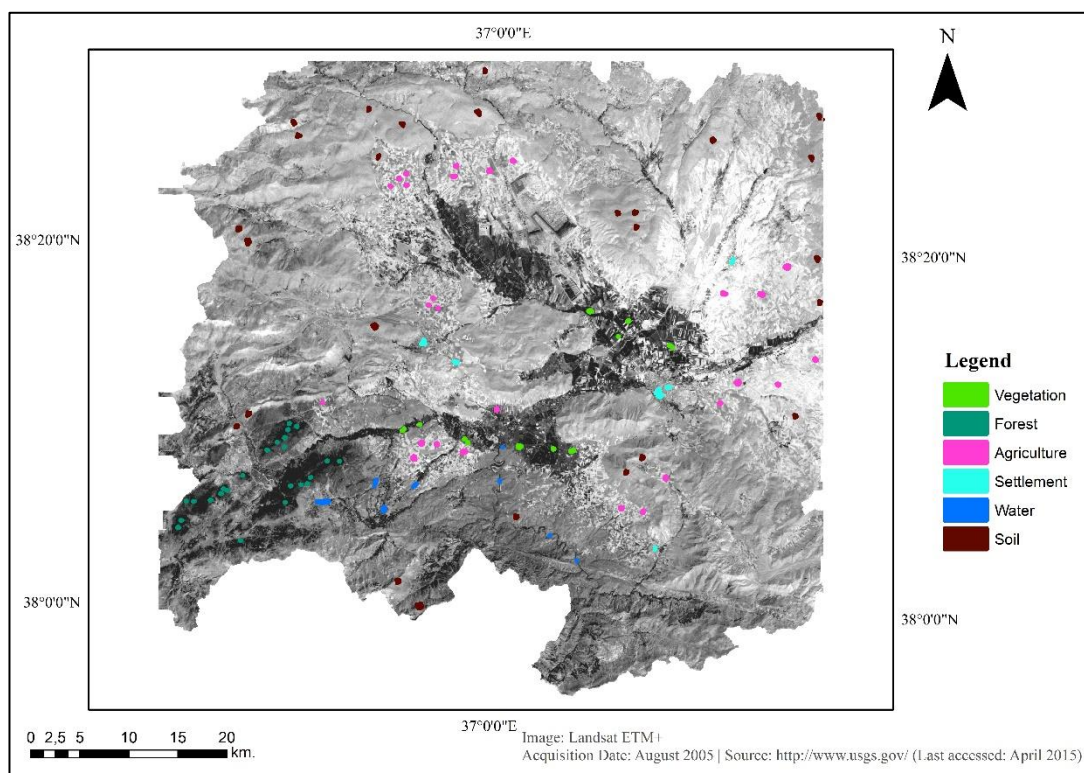 37°0'0"E
N
38°20'0"N
38°20'0"N
Legend
Vegetation
Forest
Agriculture
Settlement
Water
Soil
38°0'0"N
38°0'0"N
37°0'0"E
0 2,5 5 10 15 20
km.
Image: Landsat ETM+
Acquisition Date: August 2005 | Source: http://www.usgs.gov/ (Last accessed: April 2015)